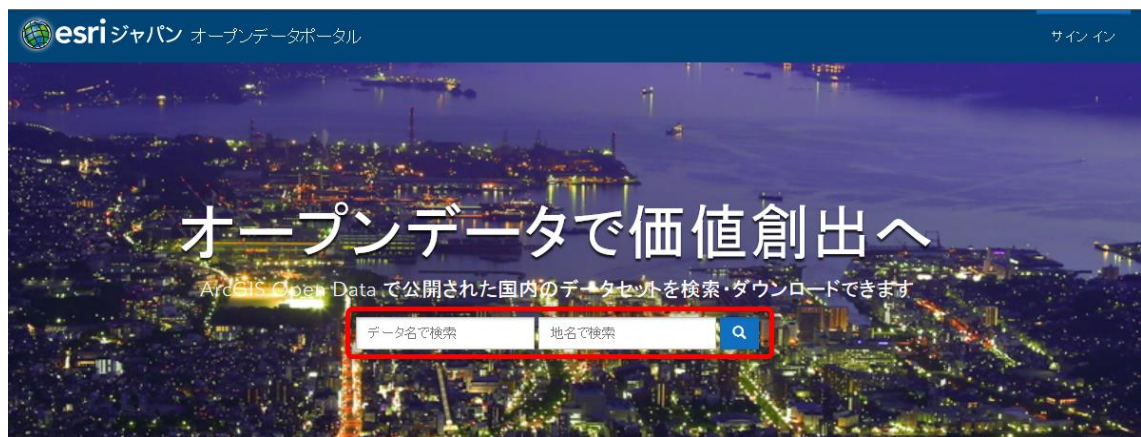 esriジャパン オープンデータポータル
サイン イン
オープンデータで価値創出へ
ArcGIS Open Data で公開された国内のデータセットを検索・ダウンロードできます
データ名で検索 地名で検索